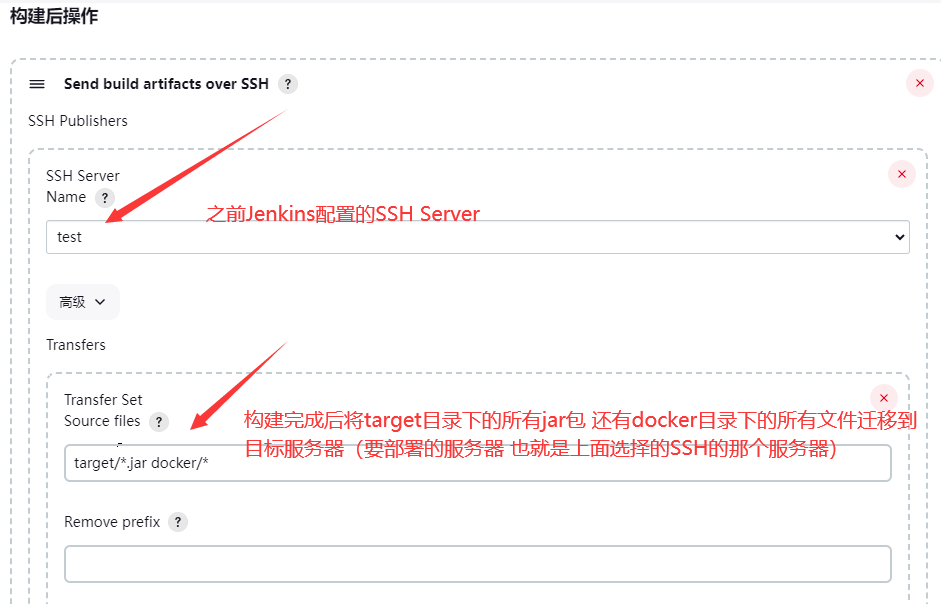 构建后操作
Send build artifacts over SSH ?
SSH Publishers
SSH Server
Name ?
之前Jenkins配置的SSH Server
test
高级
Transfers
Transfer Set
Source files ?
构建完成后将target目录下的所有jar包 还有docker目录下的所有文件迁移到
目标服务器（要部署的服务器 也就是上面选择的SSH的那个服务器）
target/*.jar docker/*
Remove prefix ?